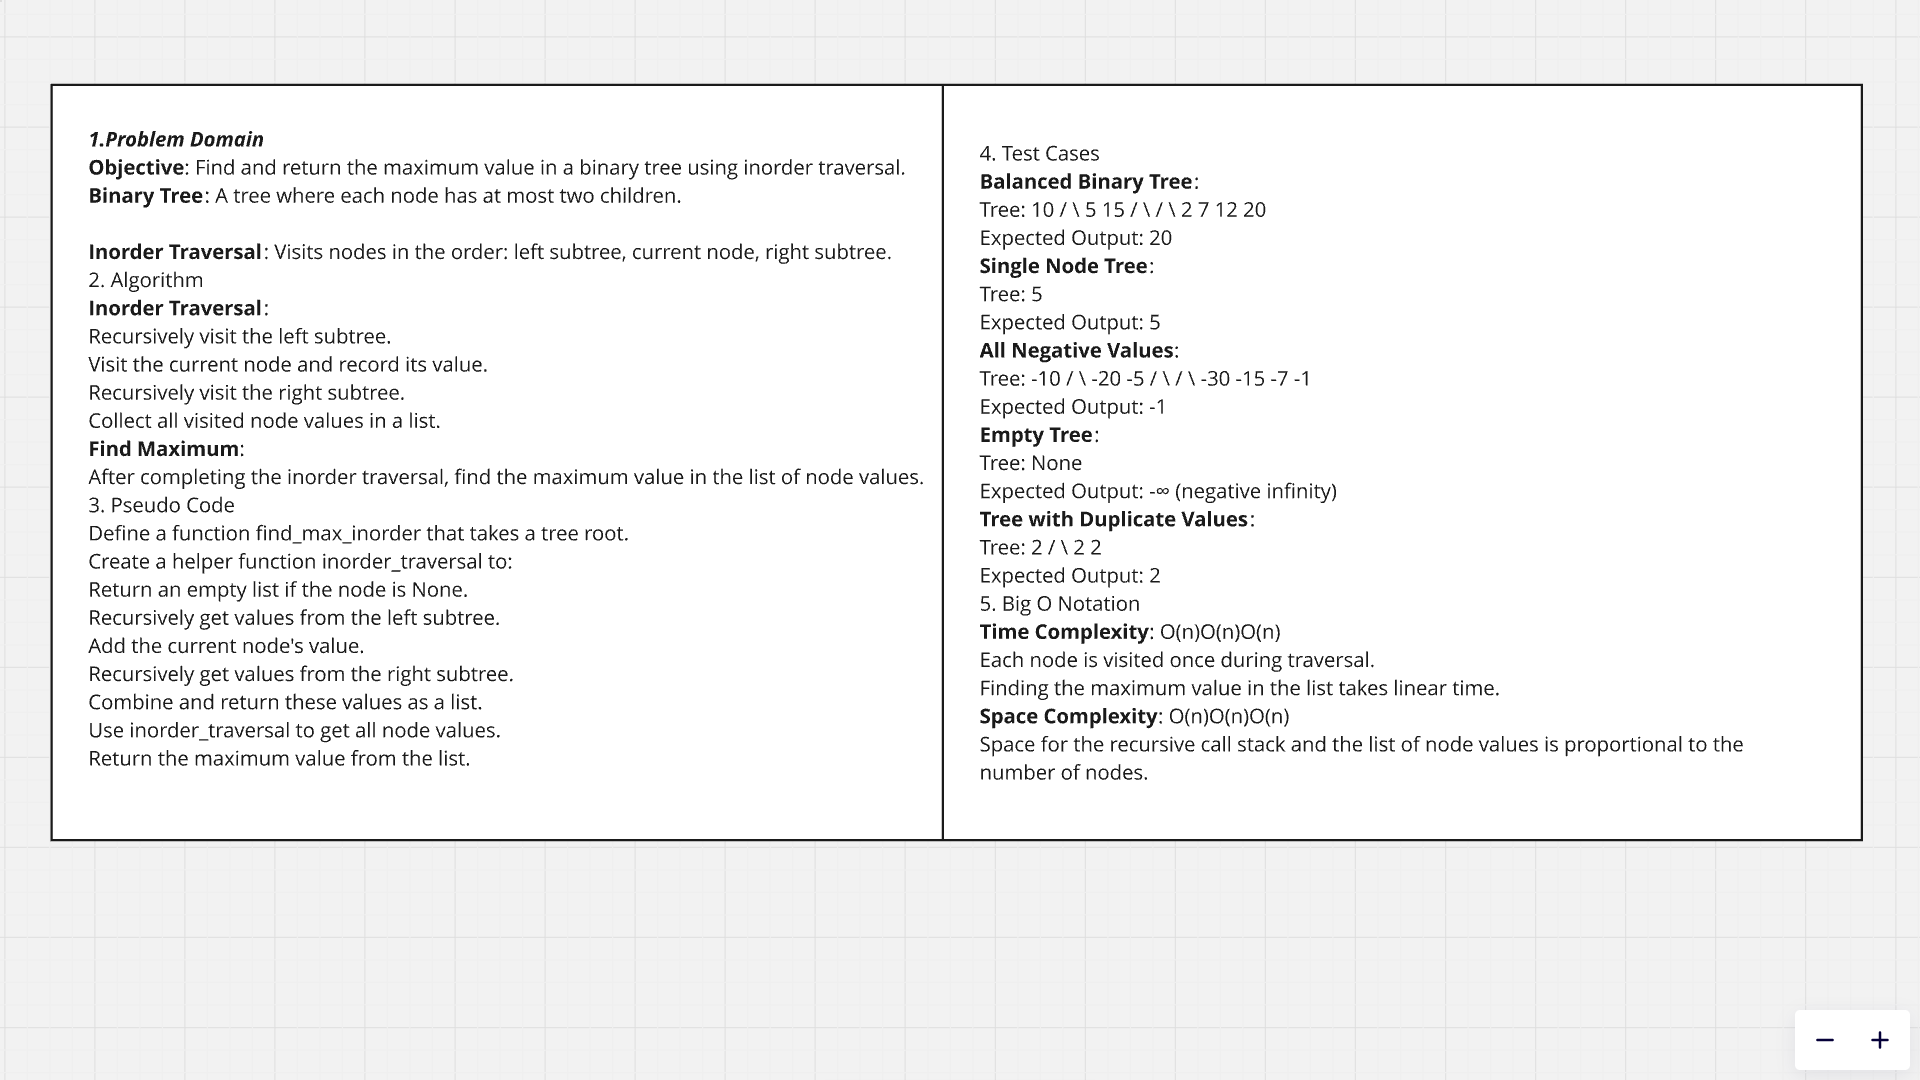 1.Problem Domain
Objective: Find and return the maximum value in a binary tree using inorder traversal.
Binary Tree: A tree where each node has at most two children.
Inorder Traversal: Visits nodes in the order: left subtree, current node, right subtree.
2. Algorithm
Inorder Traversal:
Recursively visit the left subtree.
Visit the current node and record its value.
Recursively visit the right subtree.
Collect all visited node values in a list.
Find Maximum:
After completing the inorder traversal, find the maximum value in the list of node values.
3. Pseudo Code
Define a function find_max_inorder that takes a tree root.
Create a helper function inorder_traversal to:
Return an empty list if the node is None.
Recursively get values from the left subtree.
Add the current node's value.
Recursively get values from the right subtree.
Combine and return these values as a list.
Use inorder_traversal to get all node values.
Return the maximum value from the list.
4. Test Cases
Balanced Binary Tree:
Tree: 10 / \ 5 15 / \ / \ 2 7 12 20
Expected Output: 20
Single Node Tree:
Tree: 5
Expected Output: 5
All Negative Values:
Tree: -10 / \ -20 -5 / \ / \ -30 -15 -7 -1
Expected Output: -1
Empty Tree:
Tree: None
Expected Output: -∞ (negative infinity)
Tree with Duplicate Values:
Tree: 2 / \ 2 2
Expected Output: 2
5. Big O Notation
Time Complexity: O(n)O(n)O(n)
Each node is visited once during traversal.
Finding the maximum value in the list takes linear time.
Space Complexity: O(n)O(n)O(n)
Space for the recursive call stack and the list of node values is proportional to the
number of nodes.